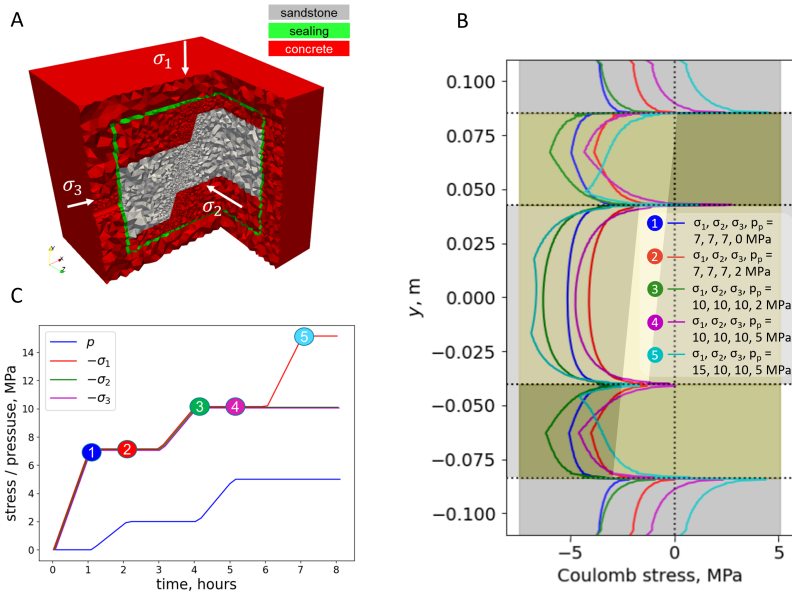 A
sandstone
sealing
concrete
σ₁
σ₃
σ₂
Y
X
Z
B
0.100
0.075
0.050
0.025
0.000
−0.025
−0.050
−0.075
−0.100
y, m
1 σ₁, σ₂, σ₃, pₚ =
7, 7, 7, 0 MPa
2 σ₁, σ₂, σ₃, pₚ =
7, 7, 7, 2 MPa
3 σ₁, σ₂, σ₃, pₚ =
10, 10, 10, 2 MPa
4 σ₁, σ₂, σ₃, pₚ =
10, 10, 10, 5 MPa
5 σ₁, σ₂, σ₃, pₚ =
15, 10, 10, 5 MPa
−5 0 5
Coulomb stress, MPa
C
p
−σ₁
−σ₂
−σ₃
1
2
3
4
5
14
12
10
8
6
4
2
0
stress / pressuse, MPa
0 1 2 3 4 5 6 7 8
time, hours